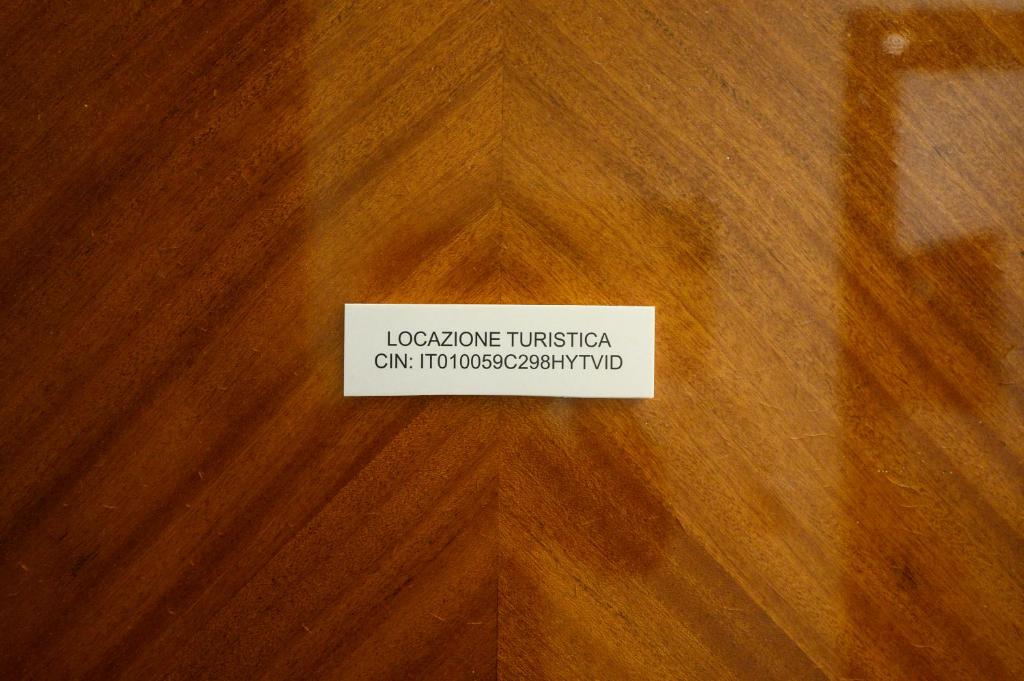 LOCAZIONE TURISTICA
CIN: IT010059C298HYTVID